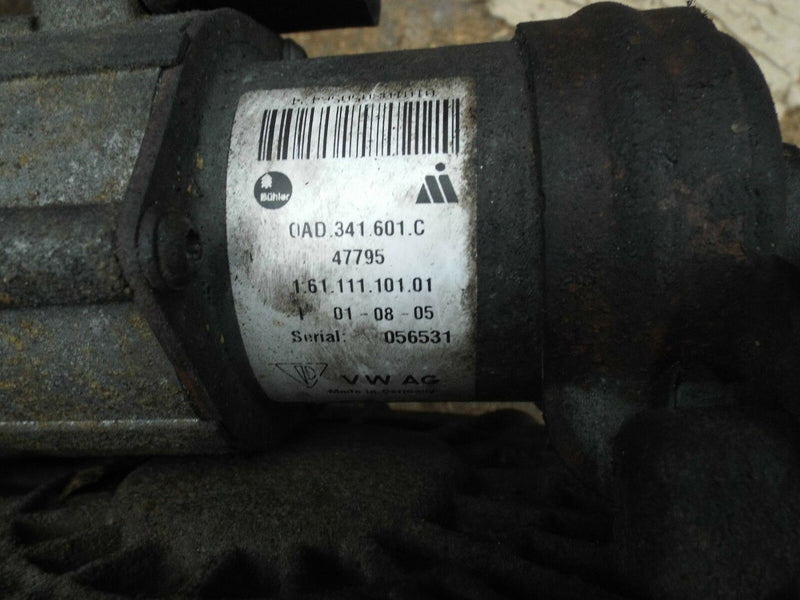 Bühler
0AD.341.601.C
47795
1.61.111.101.01
01-08-05
Serial: 056531
VW AG
Made in Germany